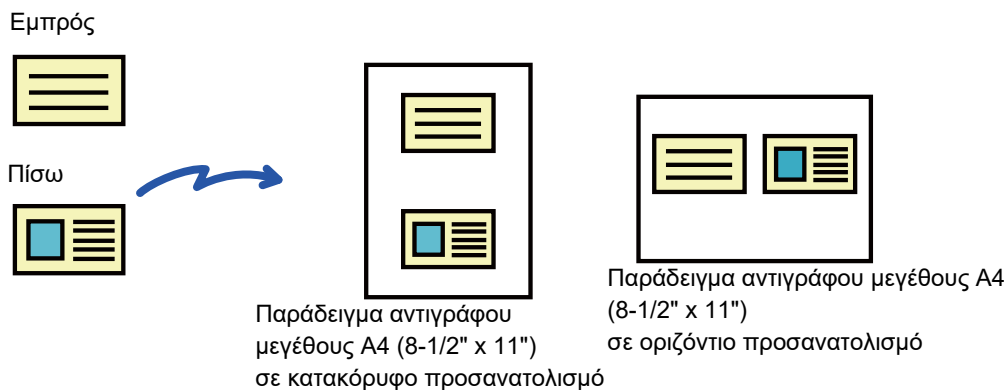 Εμπρός
Πίσω
Παράδειγμα αντιγράφου
μεγέθους A4 (8-1/2" x 11")
σε κατακόρυφο προσανατολισμό
Παράδειγμα αντιγράφου μεγέθους A4
(8-1/2" x 11")
σε οριζόντιο προσανατολισμό